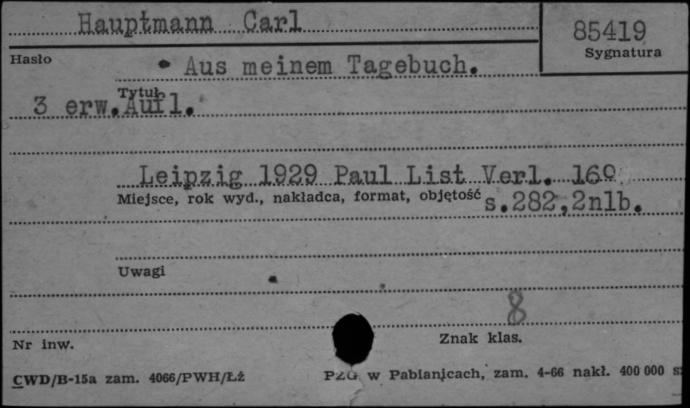 Hauptmann Carl
85419
Sygnatura
Hasło
Aus meinem Tagebuch.
Tytuł
3 erw.Aufl.
Leipzig 1929 Paul List Verl. 16°
Miejsce, rok wyd., nakładca, format, objętość s.282,2nlb.
Uwagi
8
Nr inw.
Znak klas.
CWD/B-15a zam. 4066/PWH/Łż
PZG w Pabianicach, zam. 4-66 nakł. 400 000